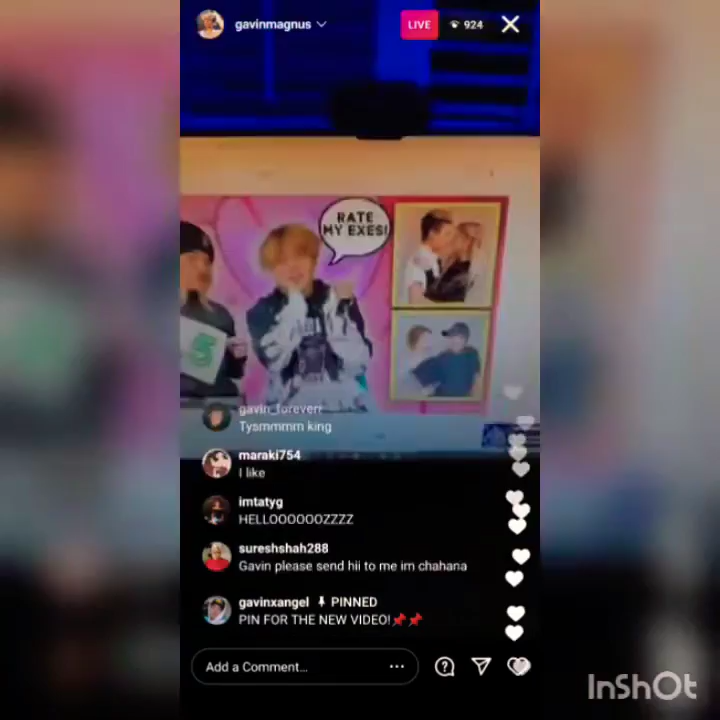 gavinmagnus
LIVE
924
RATE
MY EXES!
5
gavin_foreverr
Tysmmmm king
maraki754
I like
imtatyg
HELLOOOOOOZZZZ
sureshshah288
Gavin please send hii to me im chahana
gavinxangel PINNED
PIN FOR THE NEW VIDEO!📌📌
Add a Comment...
InShOt